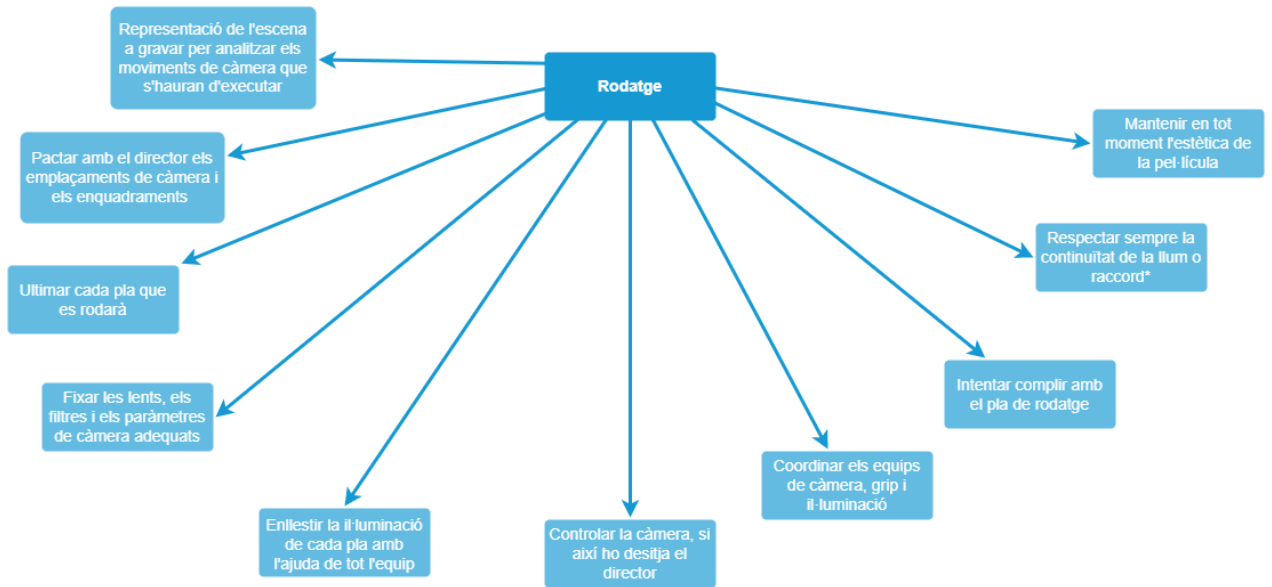 Representació de l'escena
a gravar per analitzar els
moviments de càmera que
s'hauran d'executar
Rodatge
Mantenir en tot
moment l'estètica de
la pel·lícula
Pactar amb el director els
emplaçaments de càmera i
els enquadraments
Respectar sempre la
continuïtat de la llum o
raccord*
Ultimar cada pla que
es rodarà
Intentar complir amb
el pla de rodatge
Fixar les lents, els
filtres i els paràmetres
de càmera adequats
Coordinar els equips
de càmera, grip i
il·luminació
Enllestir la il·luminació
de cada pla amb
l'ajuda de tot l'equip
Controlar la càmera, si
així ho desitja el
director